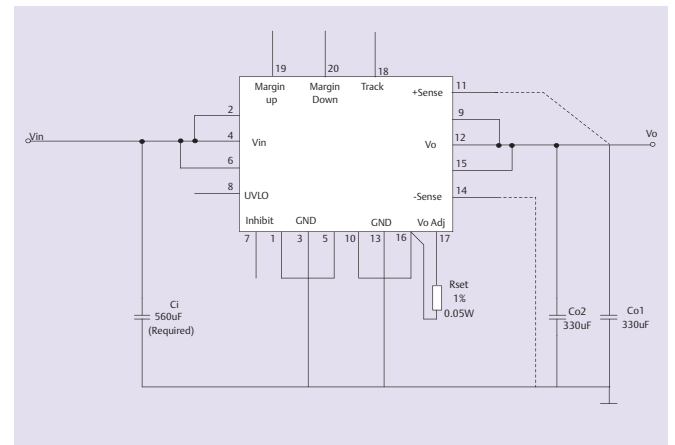 19
20
18
Margin
up
Margin
Down
Track
+Sense
11
2
9
Vin
4
Vin
Vo
12
Vo
6
15
8
UVLO
-Sense
14
Inhibit
GND
GND
Vo Adj
7
1
3
5
10
13
16
17
Rset
1%
0.05W
Ci
560uF
(Required)
Co2
330uF
Co1
330uF